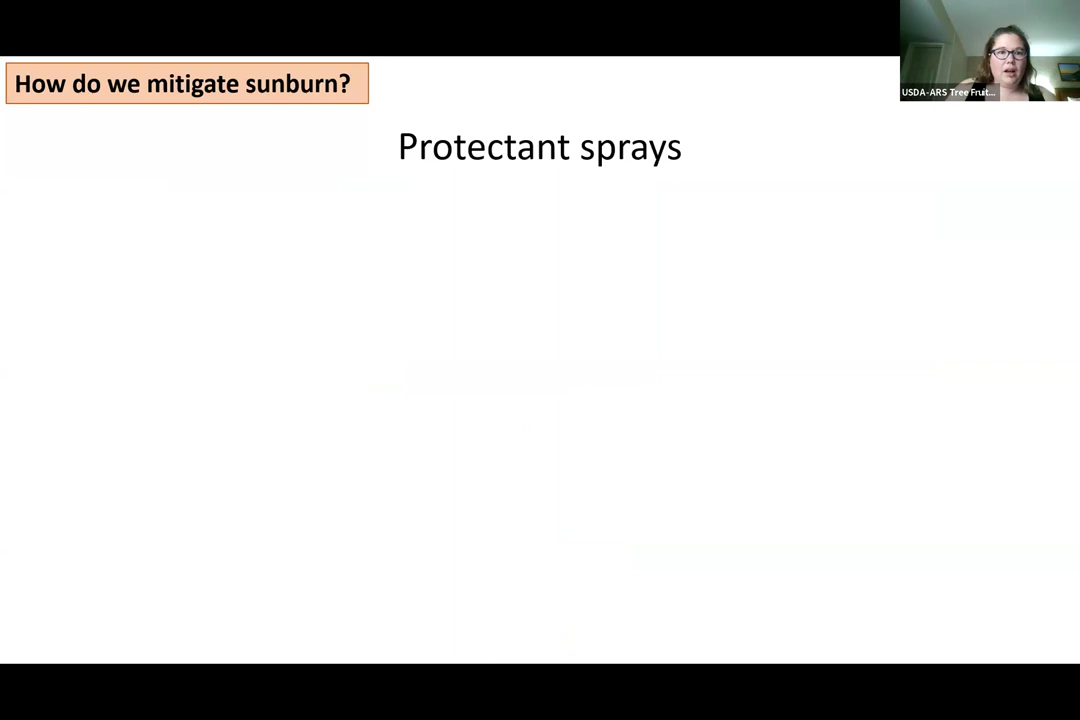 How do we mitigate sunburn?
USDA-ARS Tree Fruit...
Protectant sprays